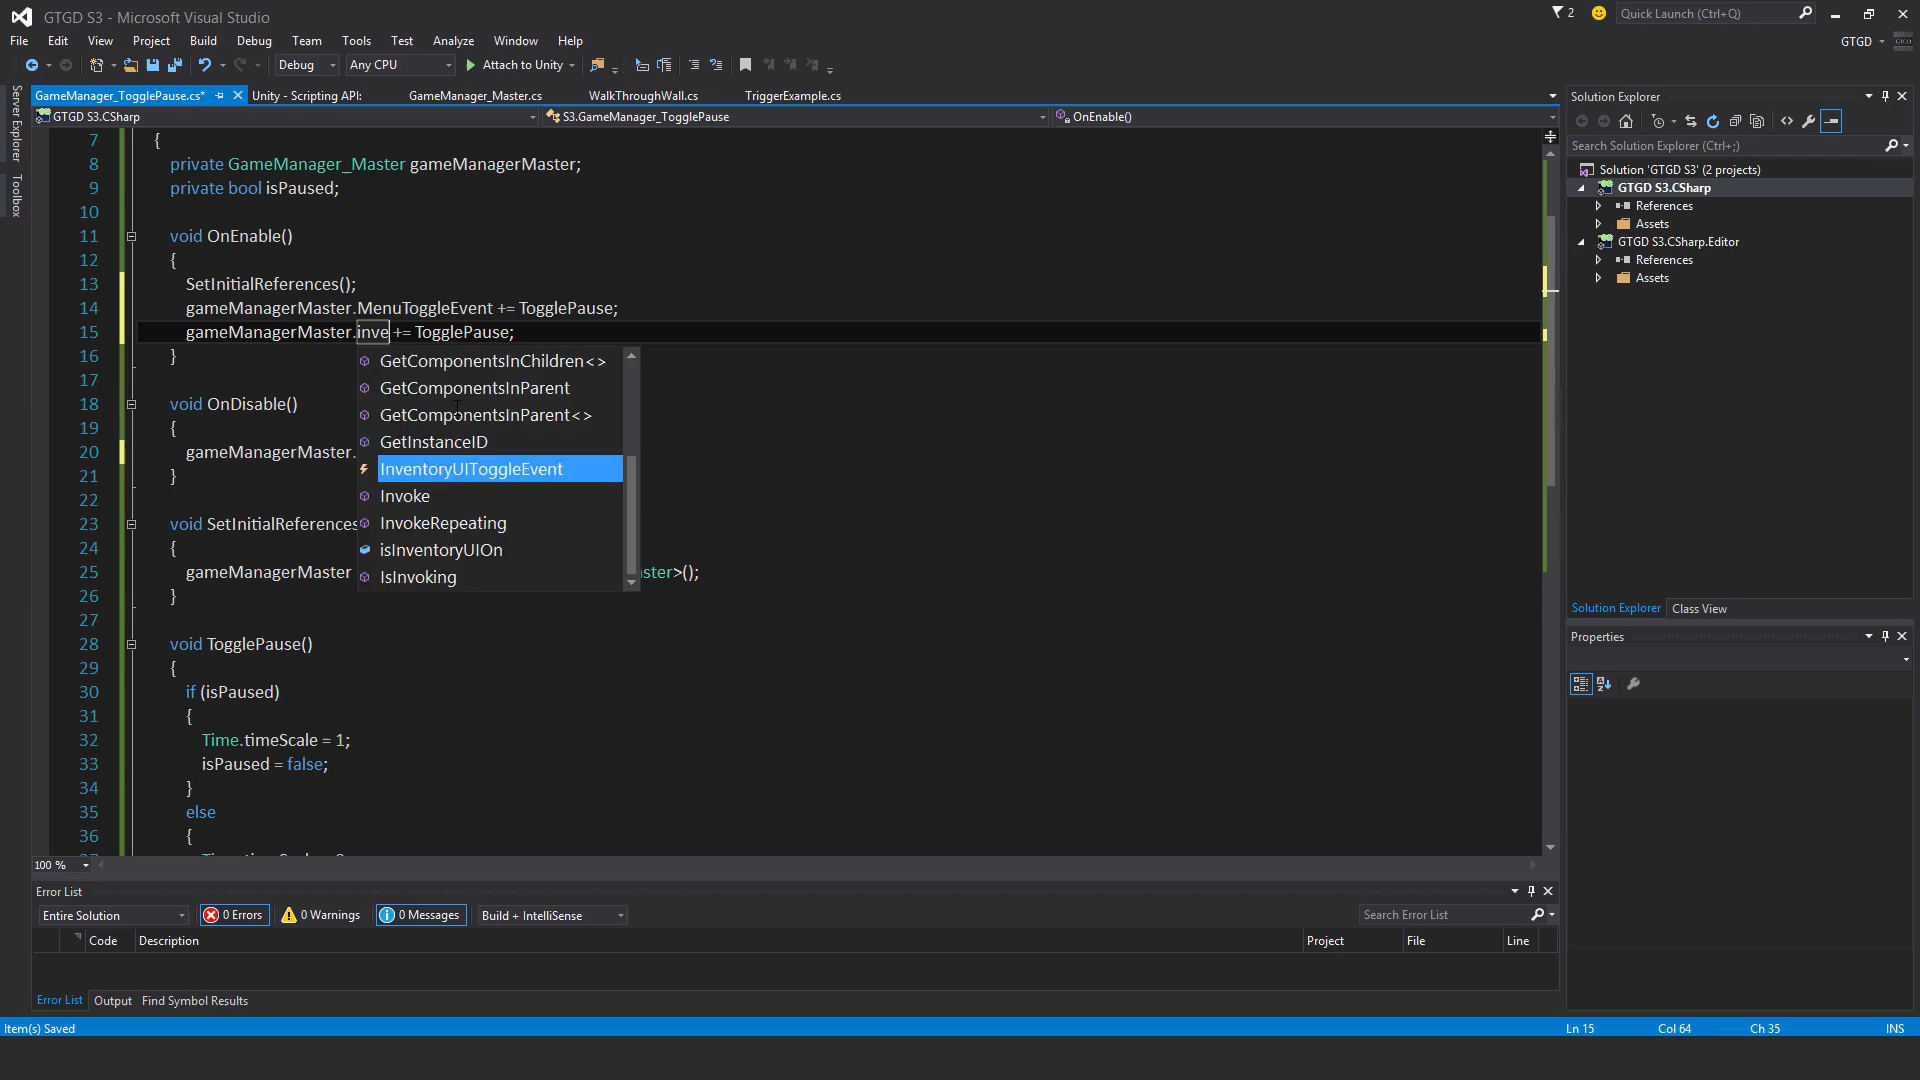 GTGD S3 - Microsoft Visual Studio
2
Quick Launch (Ctrl+Q)
File Edit View Project Build Debug Team Tools Test Analyze Window Help
GTGD
Debug Any CPU Attach to Unity
GameManager_TogglePause.cs* Unity - Scripting API: GameManager_Master.cs WalkThroughWall.cs TriggerExample.cs
GTGD S3.CSharp S3.GameManager_TogglePause OnEnable()
Server Explorer
Toolbox
7 {
8 private GameManager_Master gameManagerMaster;
9 private bool isPaused;
10
11 void OnEnable()
12 {
13 SetInitialReferences();
14 gameManagerMaster.MenuToggleEvent += TogglePause;
15 gameManagerMaster.inve += TogglePause;
16 }
17
18 void OnDisable()
19 {
20 gameManagerMaster.
21 }
22
23 void SetInitialReferences
24 {
25 gameManagerMaster ster>();
26 }
27
28 void TogglePause()
29 {
30 if (isPaused)
31 {
32 Time.timeScale = 1;
33 isPaused = false;
34 }
35 else
36 {
GetComponentsInChildren<>
GetComponentsInParent
GetComponentsInParent<>
GetInstanceID
InventoryUIToggleEvent
Invoke
InvokeRepeating
isInventoryUIOn
IsInvoking
100 %
Error List
Entire Solution 0 Errors 0 Warnings 0 Messages Build + IntelliSense Search Error List
Code Description Project File Line
Error List Output Find Symbol Results
Item(s) Saved Ln 15 Col 64 Ch 35 INS
Solution Explorer
Search Solution Explorer (Ctrl+;)
Solution 'GTGD S3' (2 projects)
GTGD S3.CSharp
References
Assets
GTGD S3.CSharp.Editor
References
Assets
Solution Explorer Class View
Properties